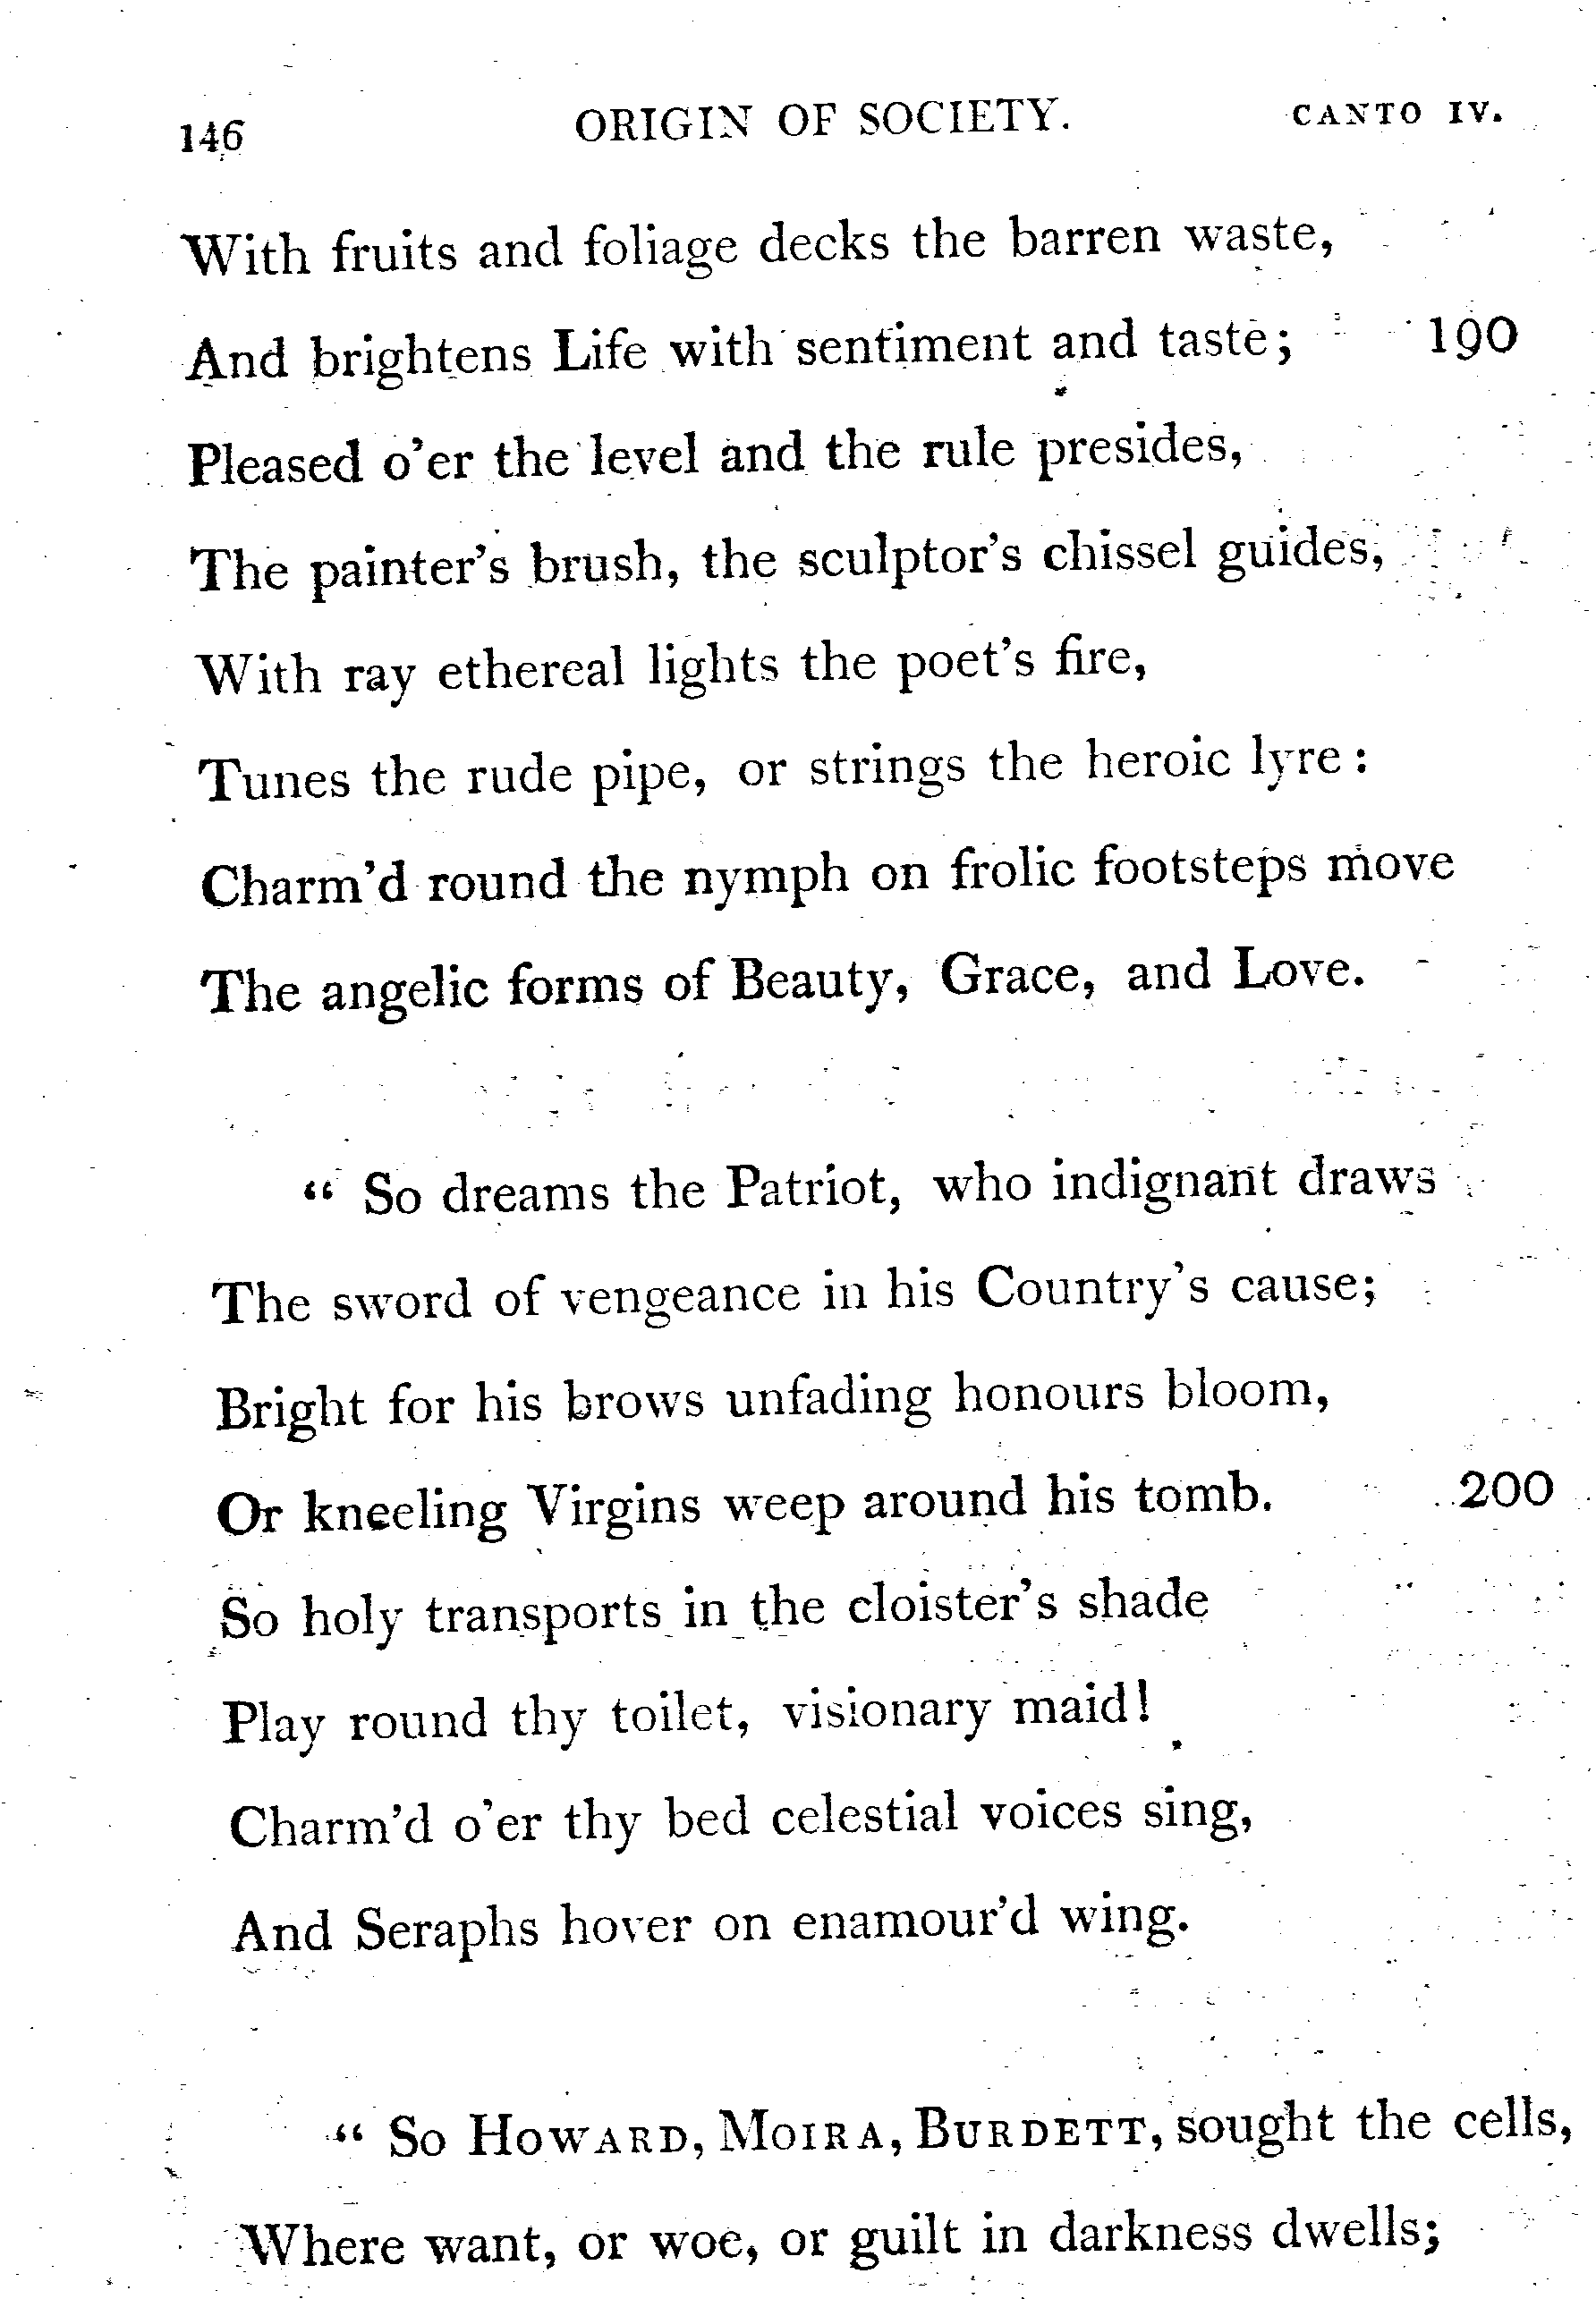 146 ORIGIN OF SOCIETY. CANTO IV.
With fruits and foliage decks the barren waste,
And brightens Life with sentiment and taste; 190
Pleased o'er the level and the rule presides,
The painter's brush, the sculptor's chissel guides,
With ray ethereal lights the poet's fire,
Tunes the rude pipe, or strings the heroic lyre:
Charm'd round the nymph on frolic footsteps move
The angelic forms of Beauty, Grace, and Love.
“ So dreams the Patriot, who indignant draws
The sword of vengeance in his Country's cause;
Bright for his brows unfading honours bloom,
Or kneeling Virgins weep around his tomb. 200
So holy transports in the cloister's shade
Play round thy toilet, visionary maid!
Charm'd o'er thy bed celestial voices sing,
And Seraphs hover on enamour'd wing.
“ So HOWARD, MOIRA, BURDETT, sought the cells,
Where want, or woe, or guilt in darkness dwells;